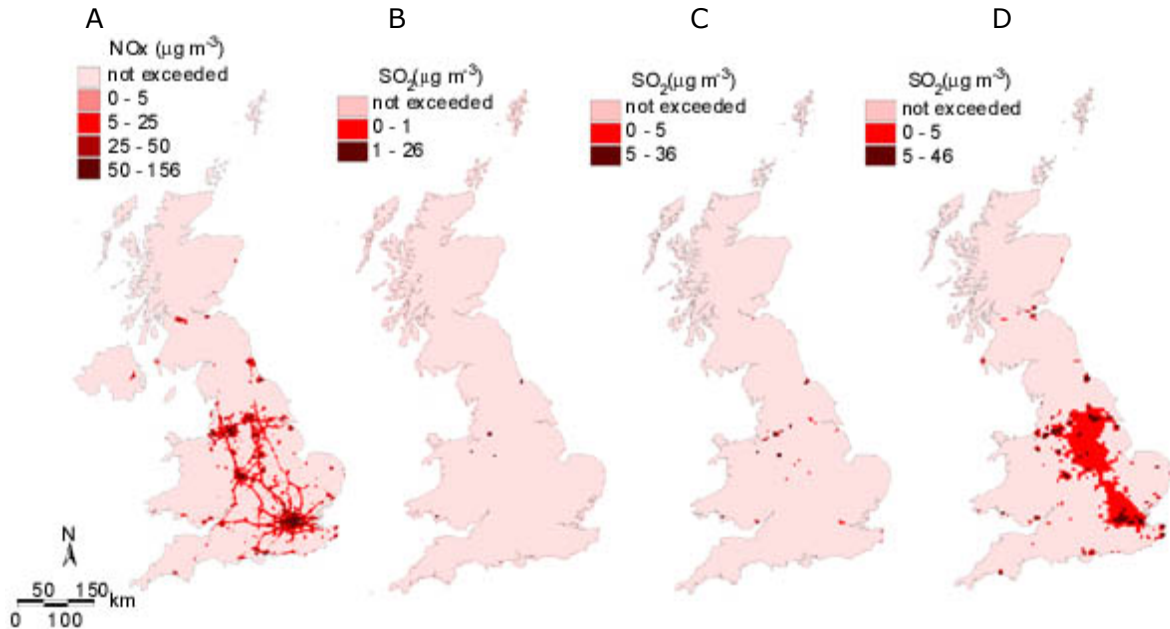 A B C D
NOx (µg m⁻³)
not exceeded
0 - 5
5 - 25
25 - 50
50 - 156
SO₂(µg m⁻³)
not exceeded
0 - 1
1 - 26
SO₂(µg m⁻³)
not exceeded
0 - 5
5 - 36
SO₂(µg m⁻³)
not exceeded
0 - 5
5 - 46
N
50 150
km
0 100